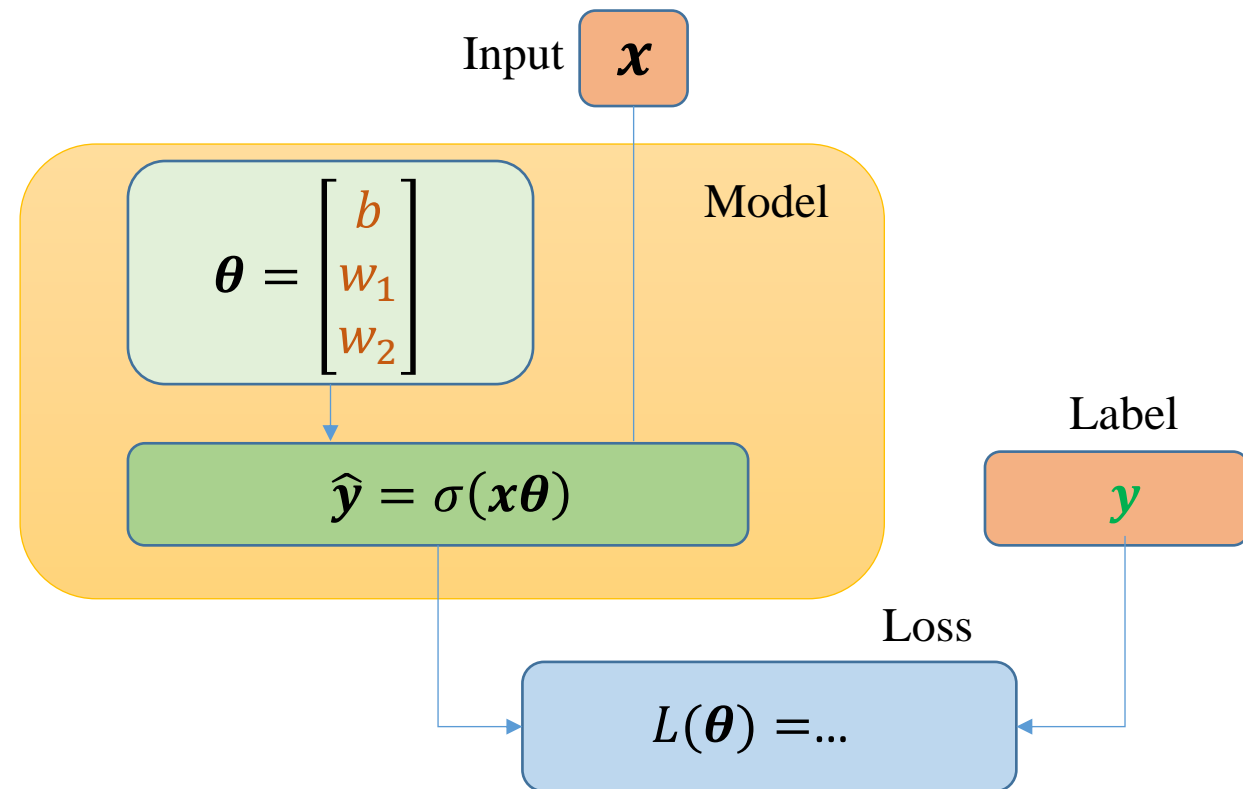 Input
x
Model
θ = [b w₁ w₂]
ŷ = σ(xθ)
Label
y
Loss
L(θ) =...